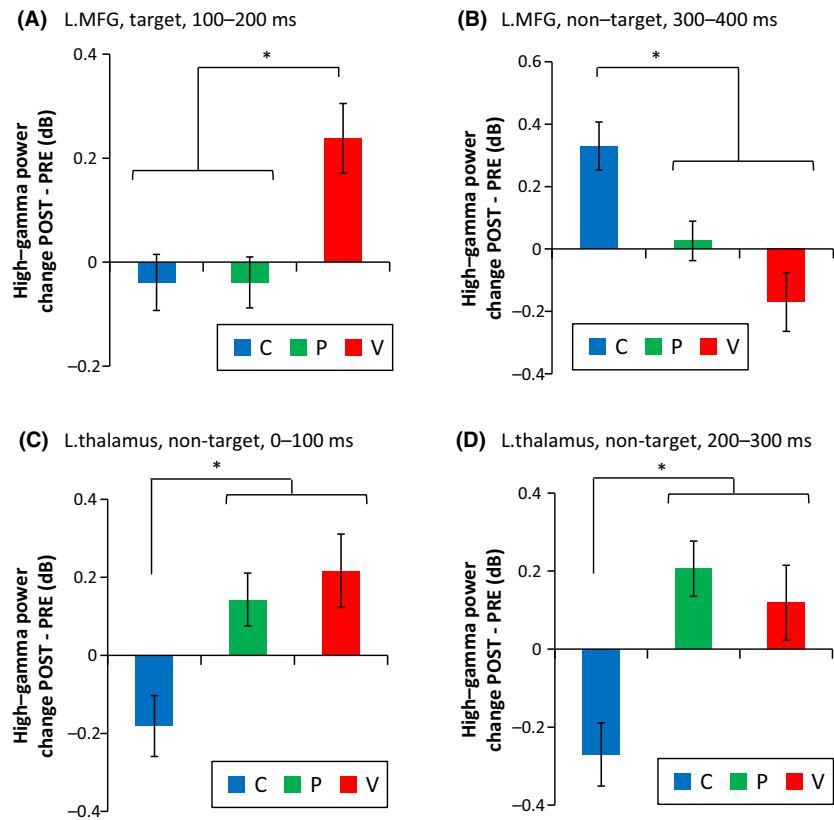 (A) L.MFG, target, 100–200 ms
High–gamma power
change POST - PRE (dB)
0.4
0.2
0
–0.2
*
C P V
(B) L.MFG, non–target, 300–400 ms
High–gamma power
change POST - PRE (dB)
0.6
0.4
0.2
0
–0.2
–0.4
*
C P V
(C) L.thalamus, non-target, 0–100 ms
High–gamma power
change POST - PRE (dB)
0.4
0.2
0
–0.2
–0.4
*
C P V
(D) L.thalamus, non-target, 200–300 ms
High–gamma power
change POST - PRE (dB)
0.4
0.2
0
–0.2
–0.4
*
C P V